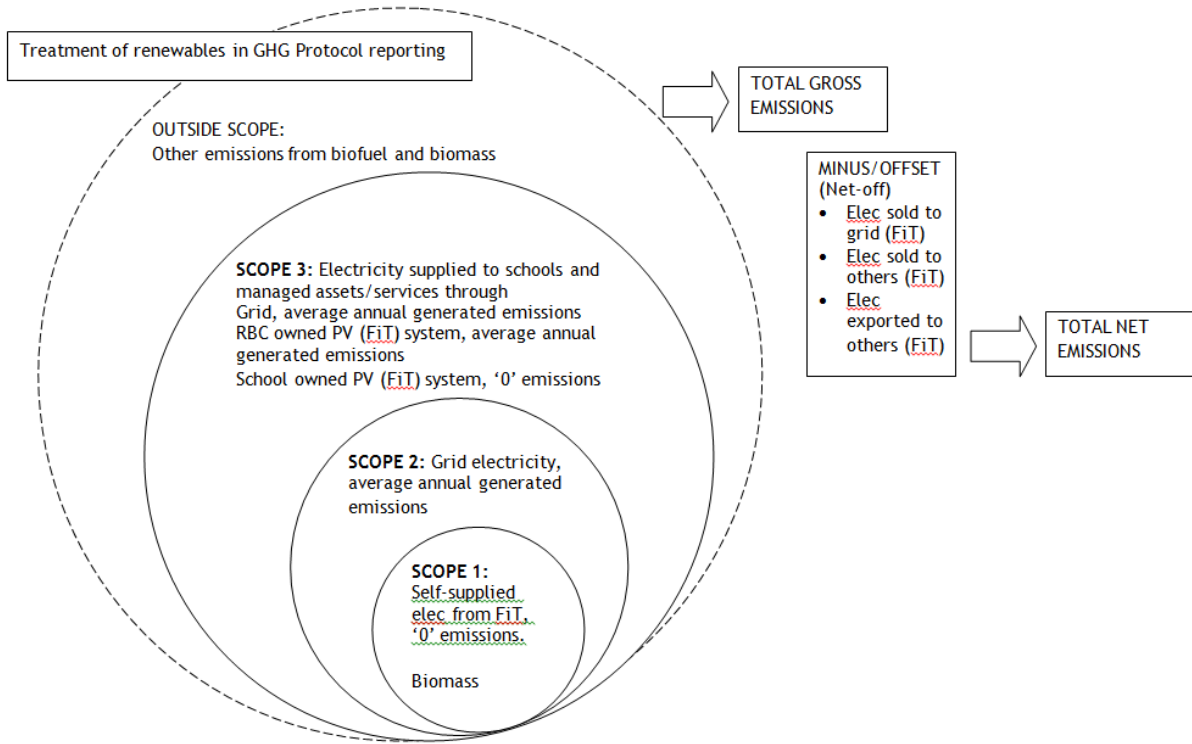 Treatment of renewables in GHG Protocol reporting
OUTSIDE SCOPE:
Other emissions from biofuel and biomass
SCOPE 3: Electricity supplied to schools and
managed assets/services through
Grid, average annual generated emissions
RBC owned PV (FiT) system, average annual
generated emissions
School owned PV (FiT) system, ‘0’ emissions
SCOPE 2: Grid electricity,
average annual generated
emissions
SCOPE 1:
Self-supplied
elec from FiT,
‘0’ emissions.
Biomass
TOTAL GROSS
EMISSIONS
MINUS/OFFSET
(Net-off)
• Elec sold to
grid (FiT)
• Elec sold to
others (FiT)
• Elec
exported to
others (FiT)
TOTAL NET
EMISSIONS